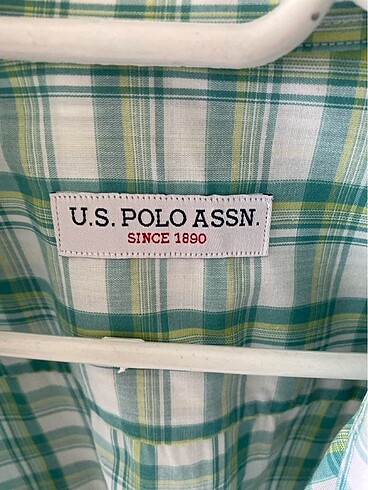 U.S. POLO ASSN.
SINCE 1890